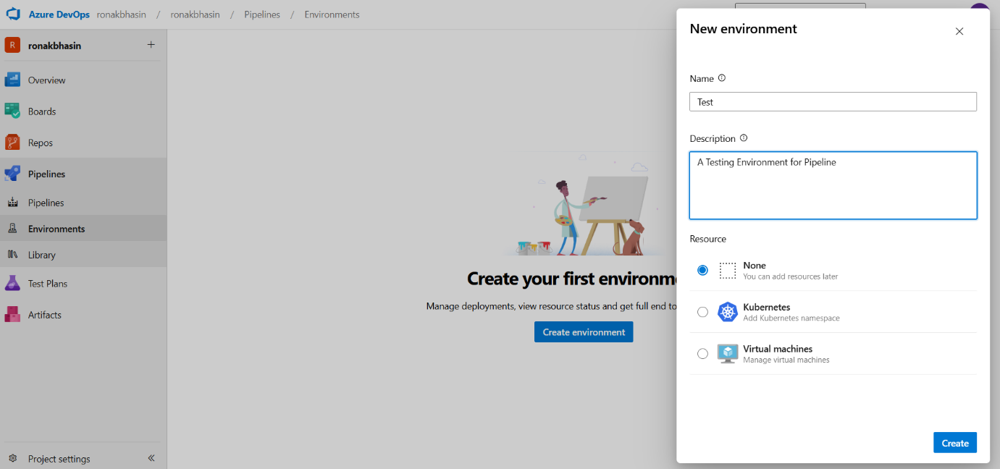 Azure DevOps ronakbhasin / ronakbhasin / Pipelines / Environments
R ronakbhasin +
Overview
Boards
Repos
Pipelines
Pipelines
Environments
Library
Test Plans
Artifacts
Project settings
Create your first environm
Manage deployments, view resource status and get full end to
Create environment
New environment
Name
Test
Description
A Testing Environment for Pipeline
Resource
None
You can add resources later
Kubernetes
Add Kubernetes namespace
Virtual machines
Manage virtual machines
Create